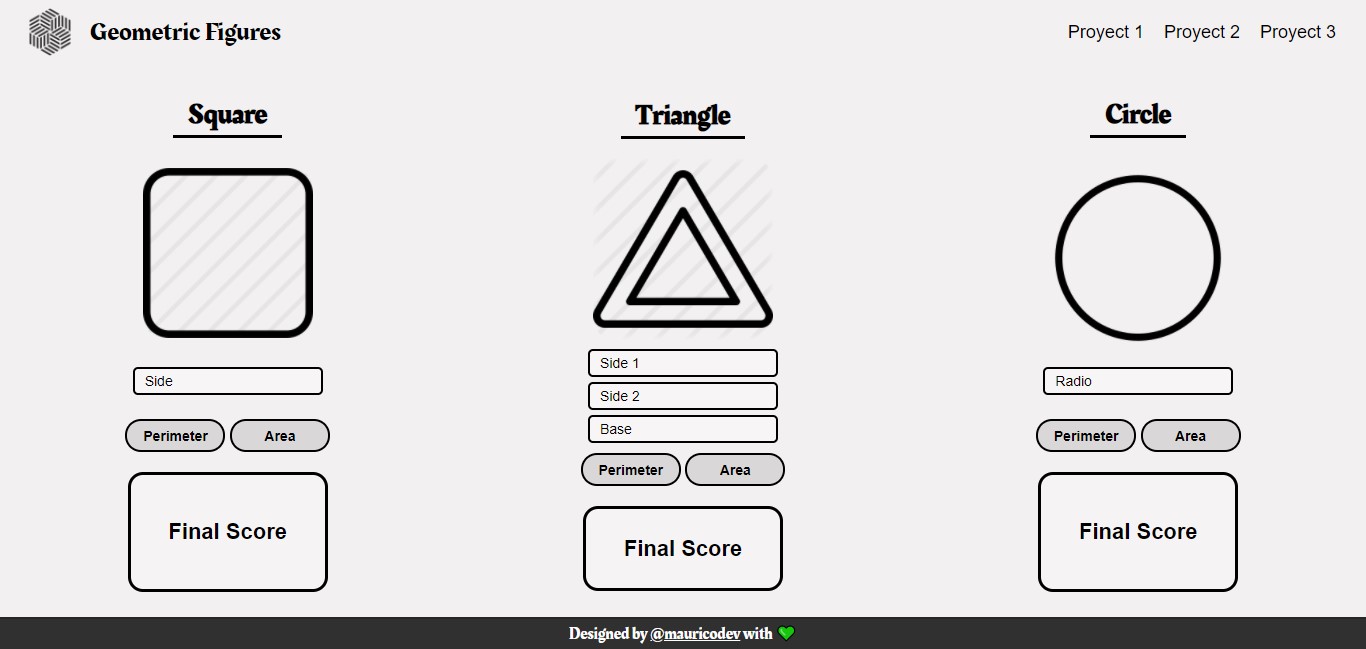 Geometric Figures
Proyect 1 Proyect 2 Proyect 3
Square
Side
Perimeter Area
Final Score
Triangle
Side 1
Side 2
Base
Perimeter Area
Final Score
Circle
Radio
Perimeter Area
Final Score
Designed by @mauricodev with 💚